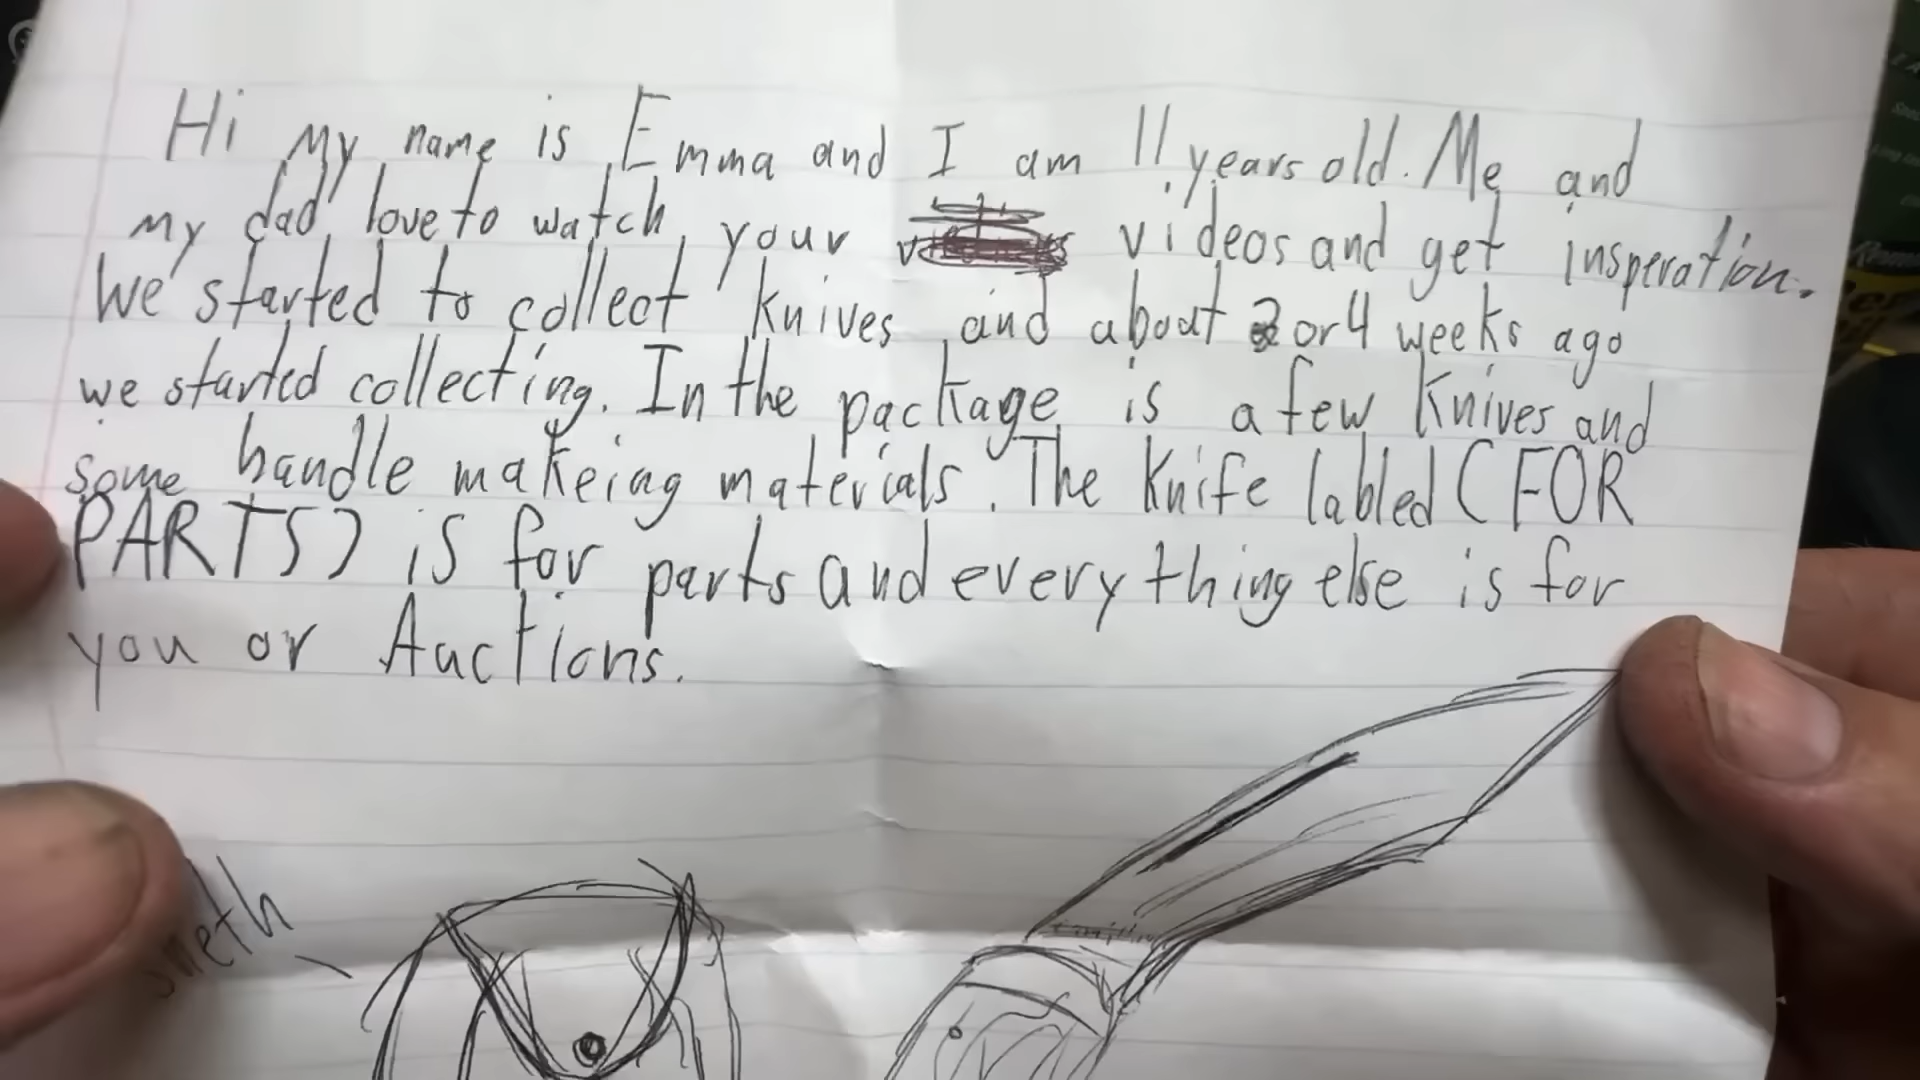 Hi My name is Emma and I am 11 years old. Me and
my dad love to watch your videos and get insperation.
We started to collect knives and about 3 or 4 weeks ago
we started collecting. In the package is a few knives and
some handle makeing materials. The knife labled (FOR
PARTS) is for parts and everything else is for
you or Auctions.
sheth